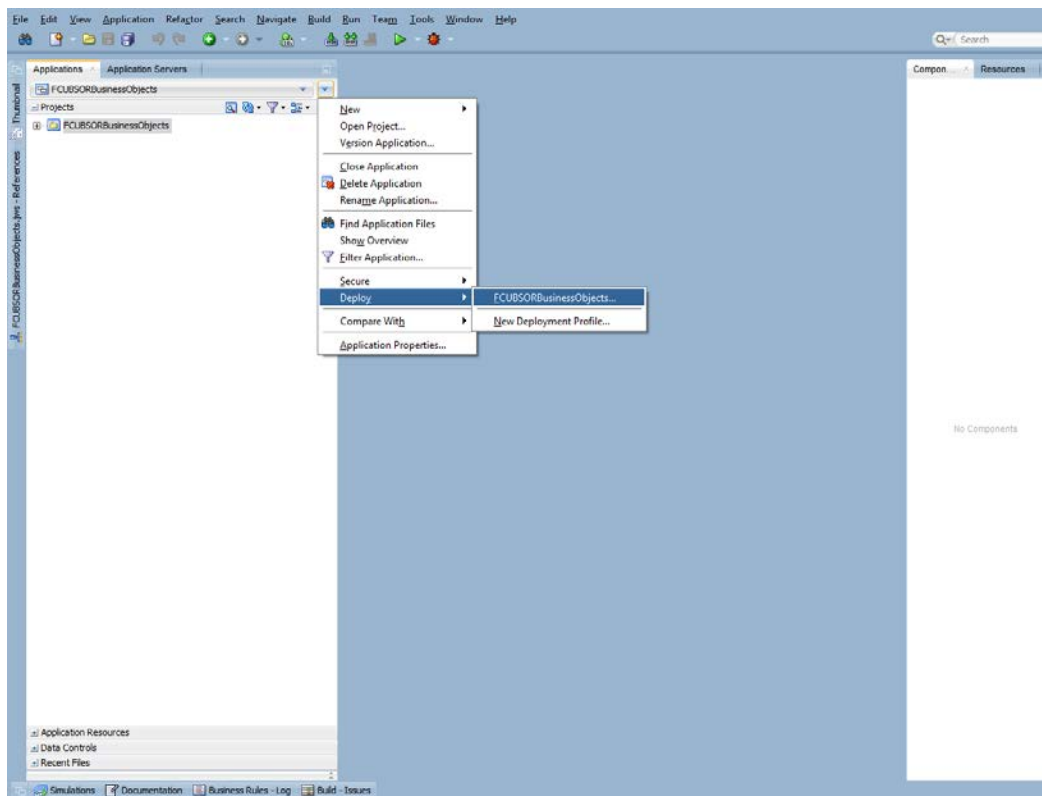 File Edit View Application Refactor Search Navigate Build Run Team Tools Window Help
Search
Applications Application Servers
Compon... Resources
FCUBSORBusinessObjects
Projects
FCUBSORBusinessObjects
Thumbnail
FCUBSORBusinessObjects.jws - References
New
Open Project...
Version Application...
Close Application
Delete Application
Rename Application...
Find Application Files
Show Overview
Filter Application...
Secure
Deploy
FCUBSORBusinessObjects...
Compare With
New Deployment Profile...
Application Properties...
No Components
Application Resources
Data Controls
Recent Files
Simulations Documentation Business Rules - Log Build - Issues